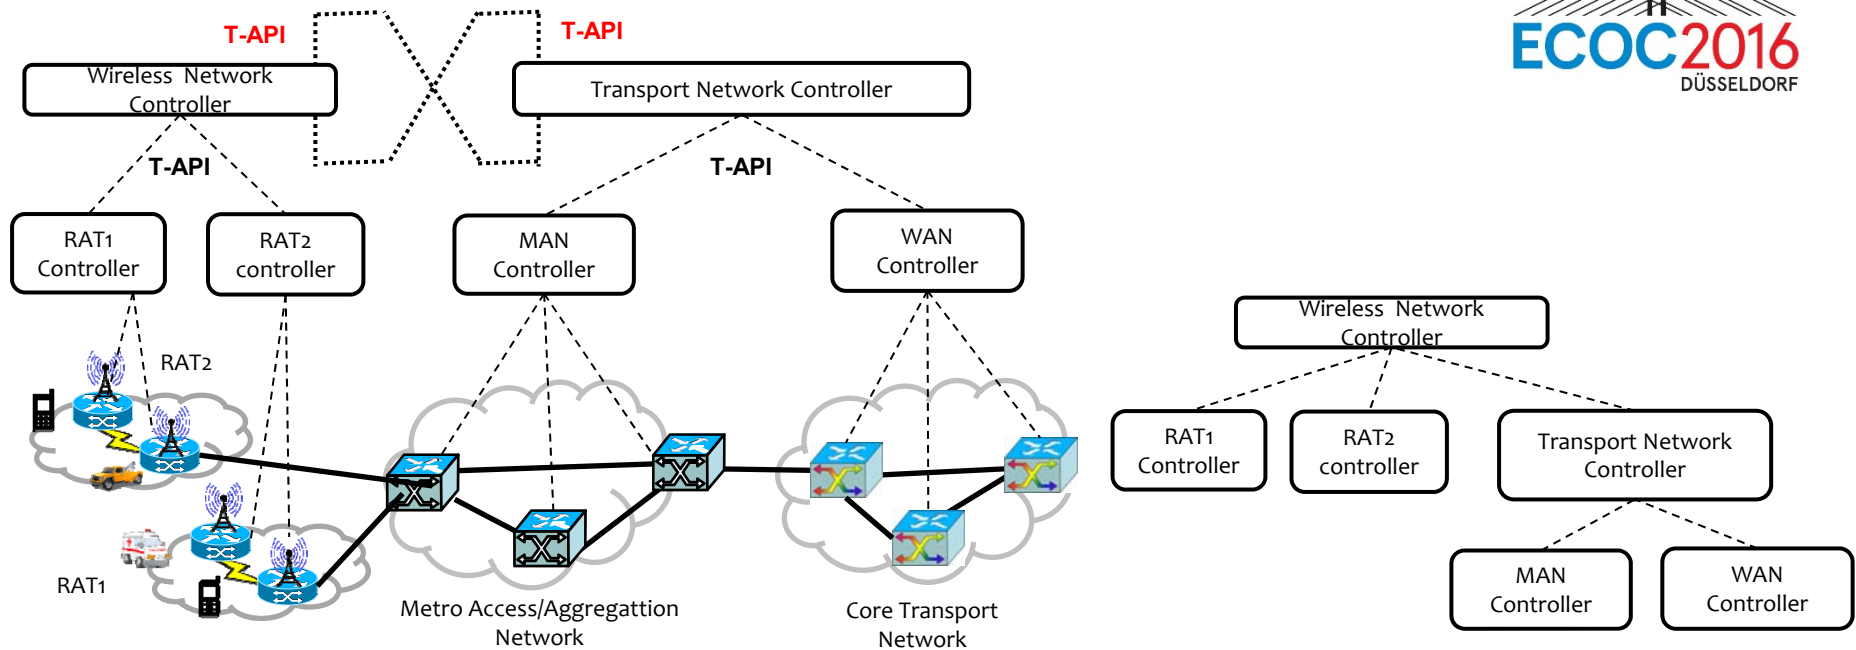 T-API
T-API
ECOC2016
DÜSSELDORF
Wireless Network
Controller
Transport Network Controller
T-API
T-API
RAT1
Controller
RAT2
controller
MAN
Controller
WAN
Controller
Wireless Network
Controller
RAT2
RAT1
Controller
RAT2
controller
Transport Network
Controller
RAT1
Metro Access/Aggregattion
Network
Core Transport
Network
MAN
Controller
WAN
Controller